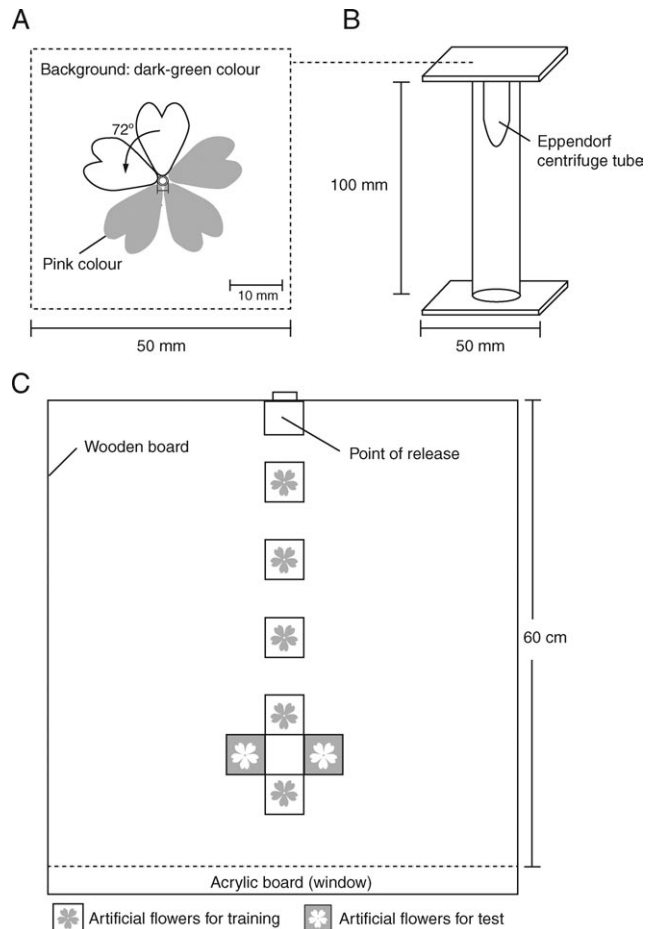 A
Background: dark-green colour
72°
Pink colour
10 mm
50 mm
B
Eppendorf
centrifuge tube
100 mm
50 mm
C
Wooden board
Point of release
60 cm
Acrylic board (window)
Artificial flowers for training
Artificial flowers for test